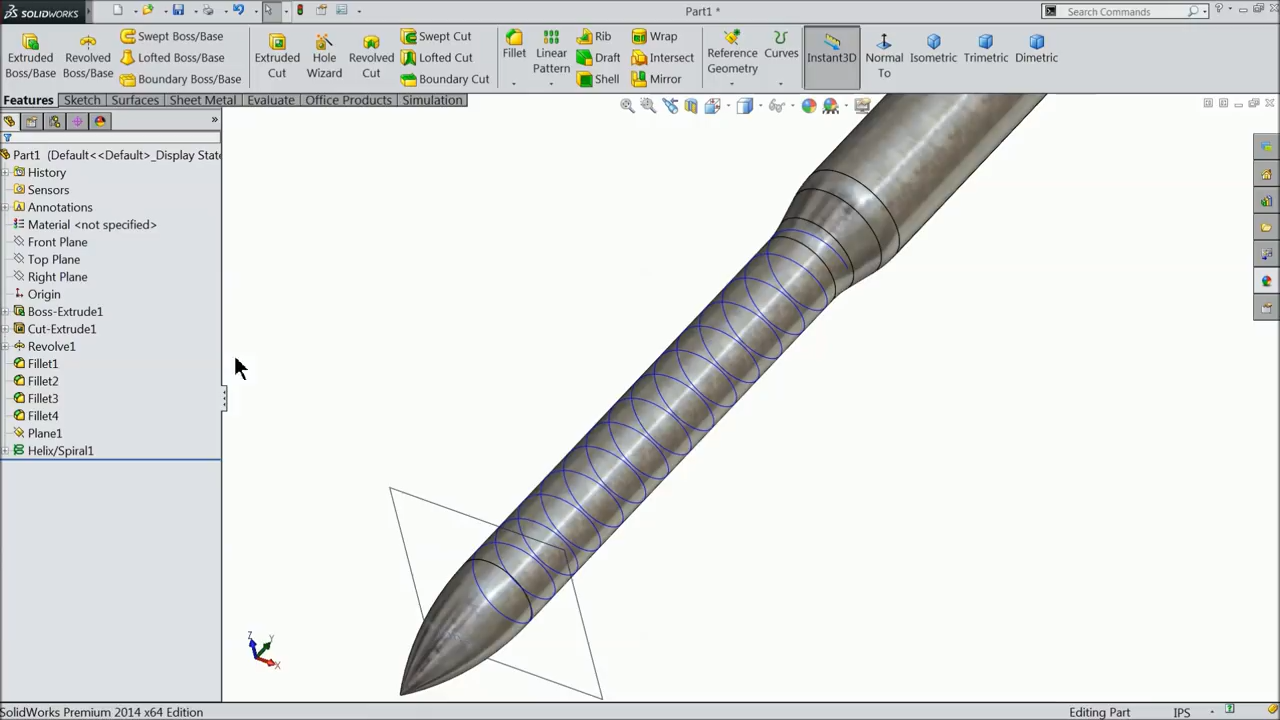 SOLIDWORKS
Part1 *
Search Commands
Extruded Boss/Base
Revolved Boss/Base
Swept Boss/Base
Lofted Boss/Base
Boundary Boss/Base
Extruded Cut
Hole Wizard
Revolved Cut
Swept Cut
Lofted Cut
Boundary Cut
Fillet
Linear Pattern
Rib
Draft
Shell
Wrap
Intersect
Mirror
Reference Geometry
Curves
Instant3D
Normal To
Isometric
Trimetric
Dimetric
Features
Sketch
Surfaces
Sheet Metal
Evaluate
Office Products
Simulation
Part1 (Default<<Default>_Display State
History
Sensors
Annotations
Material <not specified>
Front Plane
Top Plane
Right Plane
Origin
Boss-Extrude1
Cut-Extrude1
Revolve1
Fillet1
Fillet2
Fillet3
Fillet4
Plane1
Helix/Spiral1
Z
Y
X
SolidWorks Premium 2014 x64 Edition
Editing Part
IPS